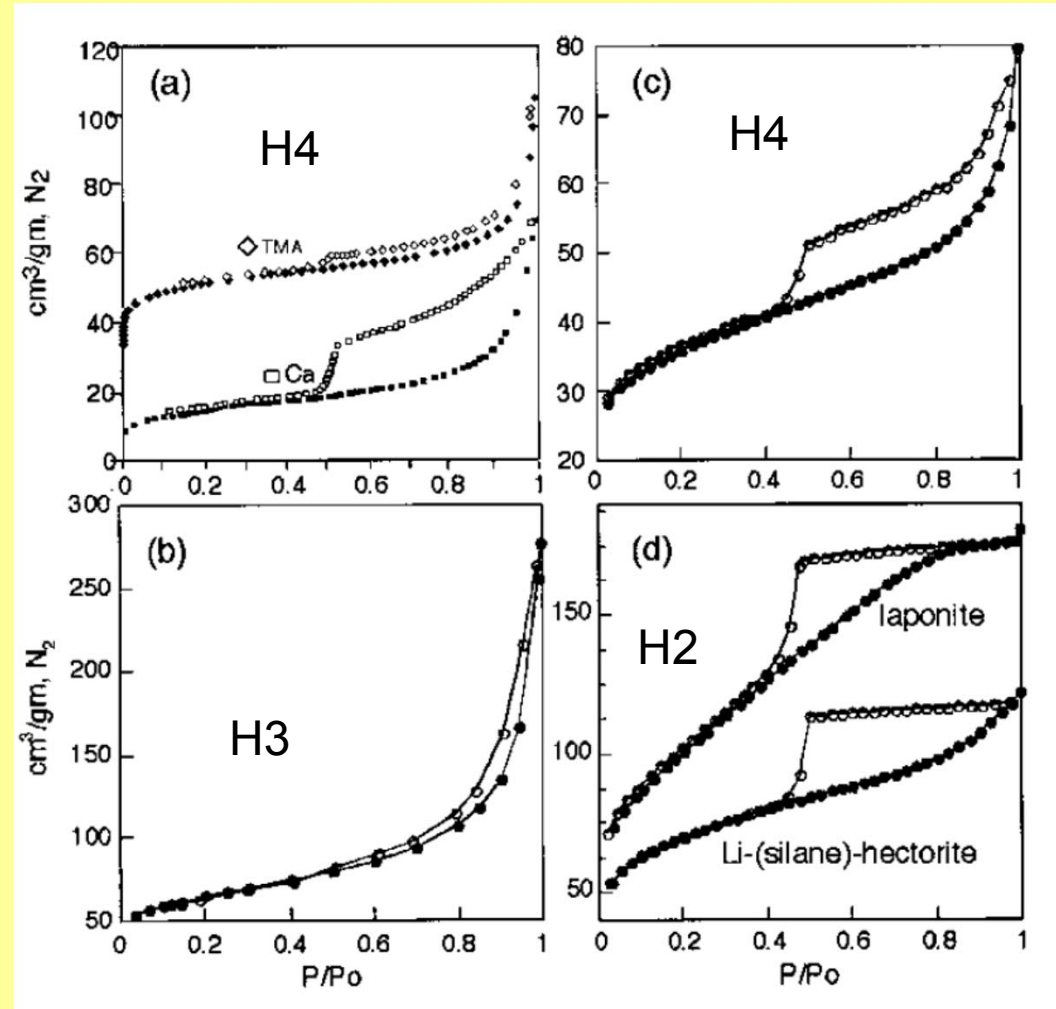 (a)
H4
◇ TMA
□ Ca
cm³/gm, N₂
120
100
80
60
40
20
0
0 0.2 0.4 0.6 0.8 1
(c)
H4
80
70
60
50
40
30
20
0 0.2 0.4 0.6 0.8 1
(b)
H3
cm³/gm, N₂
300
250
200
150
100
50
0 0.2 0.4 0.6 0.8 1
P/Po
(d)
H2
laponite
Li-(silane)-hectorite
150
100
50
0 0.2 0.4 0.6 0.8 1
P/Po